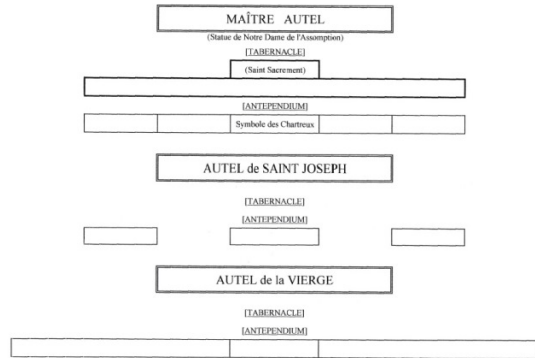 MAÎTRE AUTEL
(Statue de Notre Dame de l'Assomption)
[TABERNACLE]
(Saint Sacrement)
[ANTEPENDIUM]
Symbole des Chartreux
AUTEL de SAINT JOSEPH
[TABERNACLE]
[ANTEPENDIUM]
AUTEL de la VIERGE
[TABERNACLE]
[ANTEPENDIUM]